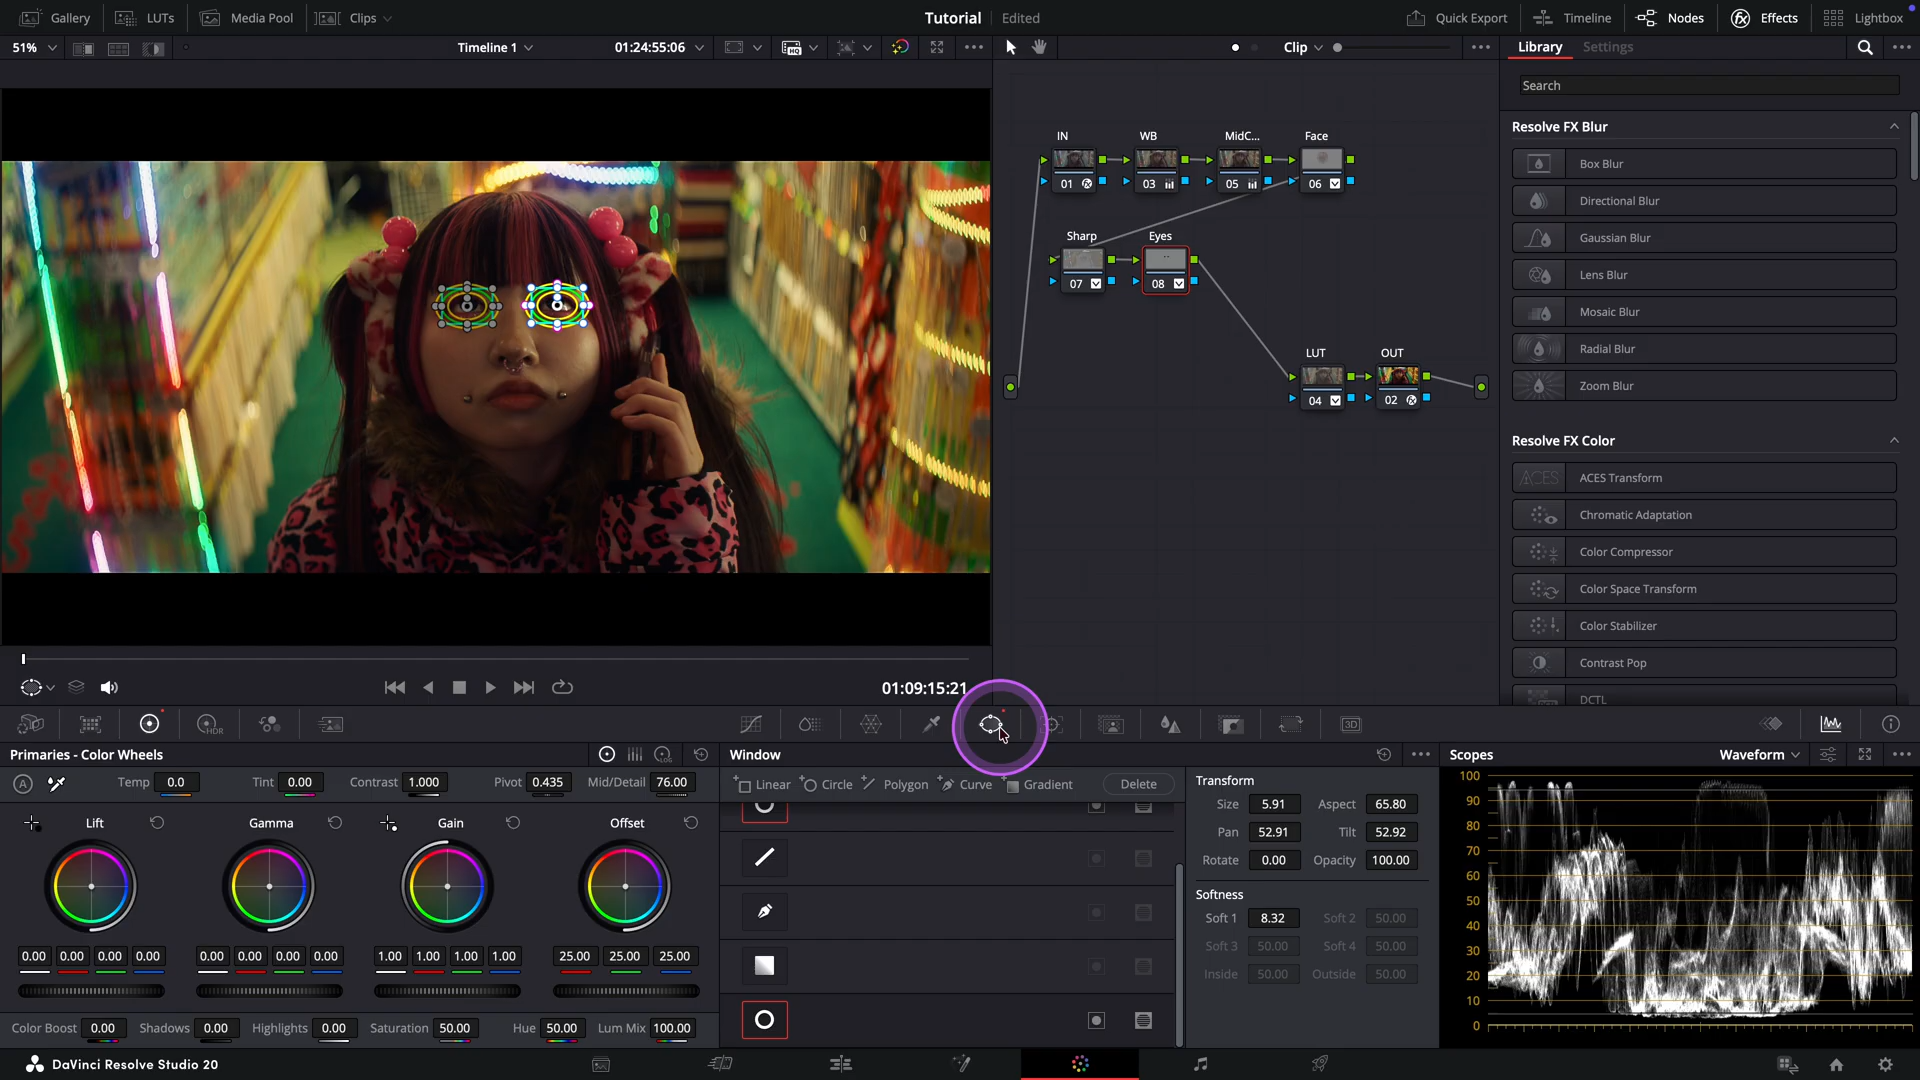 Gallery
LUTs
Media Pool
Clips
Tutorial
Edited
Quick Export
Timeline
Nodes
Effects
Lightbox
51%
Timeline 1
01:24:55:06
Clip
Library
Settings
Search
Resolve FX Blur
Box Blur
Directional Blur
Gaussian Blur
Lens Blur
Mosaic Blur
Radial Blur
Zoom Blur
Resolve FX Color
ACES Transform
Chromatic Adaptation
Color Compressor
Color Space Transform
Color Stabilizer
Contrast Pop
DCTL
IN
WB
MidC...
Face
01
03
05
06
Sharp
Eyes
07
08
LUT
OUT
04
02
01:09:15:21
HDR
3D
Primaries - Color Wheels
LOG
A
Temp 0.0
Tint 0.00
Contrast 1.000
Pivot 0.435
Mid/Detail 76.00
Lift
Gamma
Gain
Offset
0.00 0.00 0.00 0.00
0.00 0.00 0.00 0.00
1.00 1.00 1.00 1.00
25.00 25.00 25.00
Color Boost 0.00
Shadows 0.00
Highlights 0.00
Saturation 50.00
Hue 50.00
Lum Mix 100.00
Window
Linear
Circle
Polygon
Curve
Gradient
Delete
Transform
Size 5.91
Aspect 65.80
Pan 52.91
Tilt 52.92
Rotate 0.00
Opacity 100.00
Softness
Soft 1 8.32
Soft 2 50.00
Soft 3 50.00
Soft 4 50.00
Inside 50.00
Outside 50.00
Scopes
Waveform
100
90
80
70
60
50
40
30
20
10
0
DaVinci Resolve Studio 20